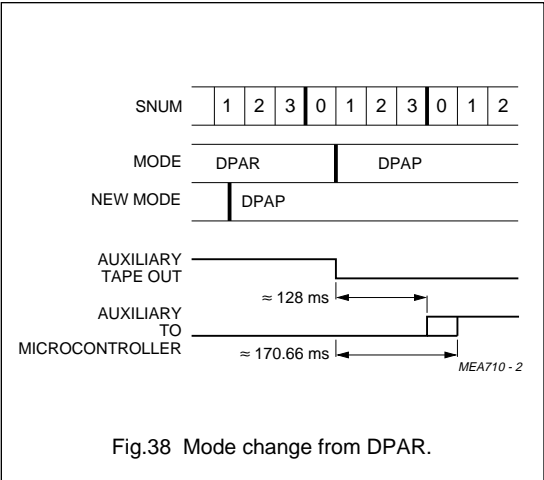 SNUM 1 2 3 0 1 2 3 0 1 2
MODE DPAR DPAP
NEW MODE DPAP
AUXILIARY
TAPE OUT
≈ 128 ms
AUXILIARY
TO
MICROCONTROLLER
≈ 170.66 ms
MEA710 - 2
Fig.38 Mode change from DPAR.